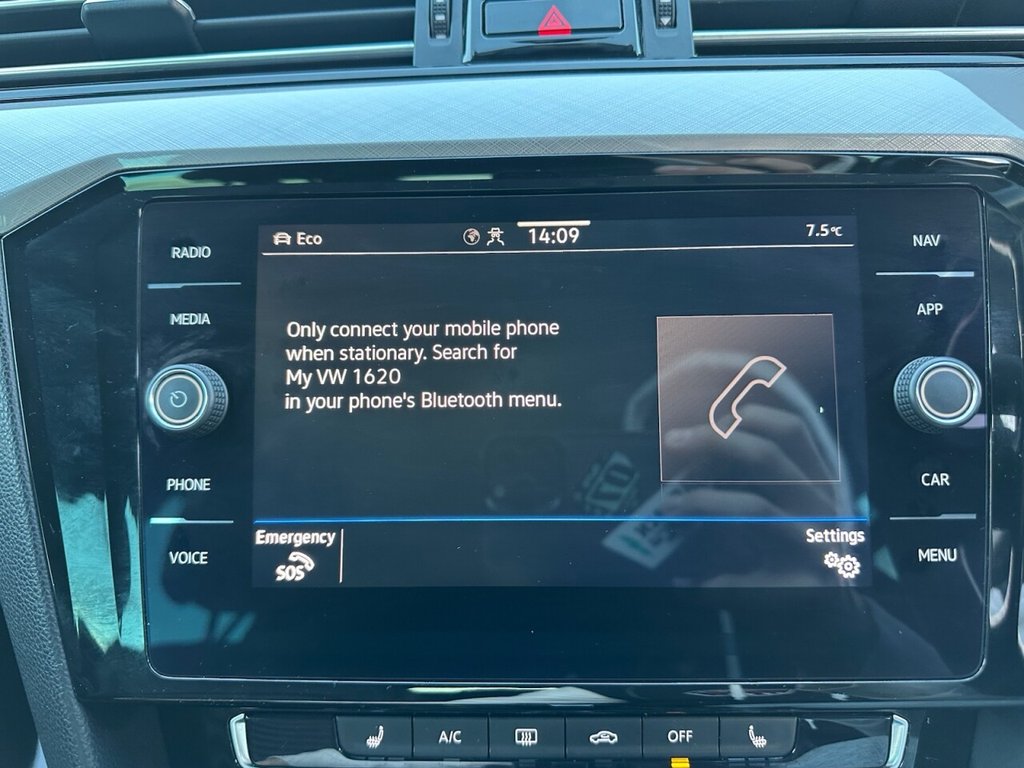 Eco
14:09
7.5°C
RADIO
MEDIA
PHONE
VOICE
Only connect your mobile phone
when stationary. Search for
My VW 1620
in your phone's Bluetooth menu.
Emergency
SOS
Settings
NAV
APP
CAR
MENU
A/C
OFF